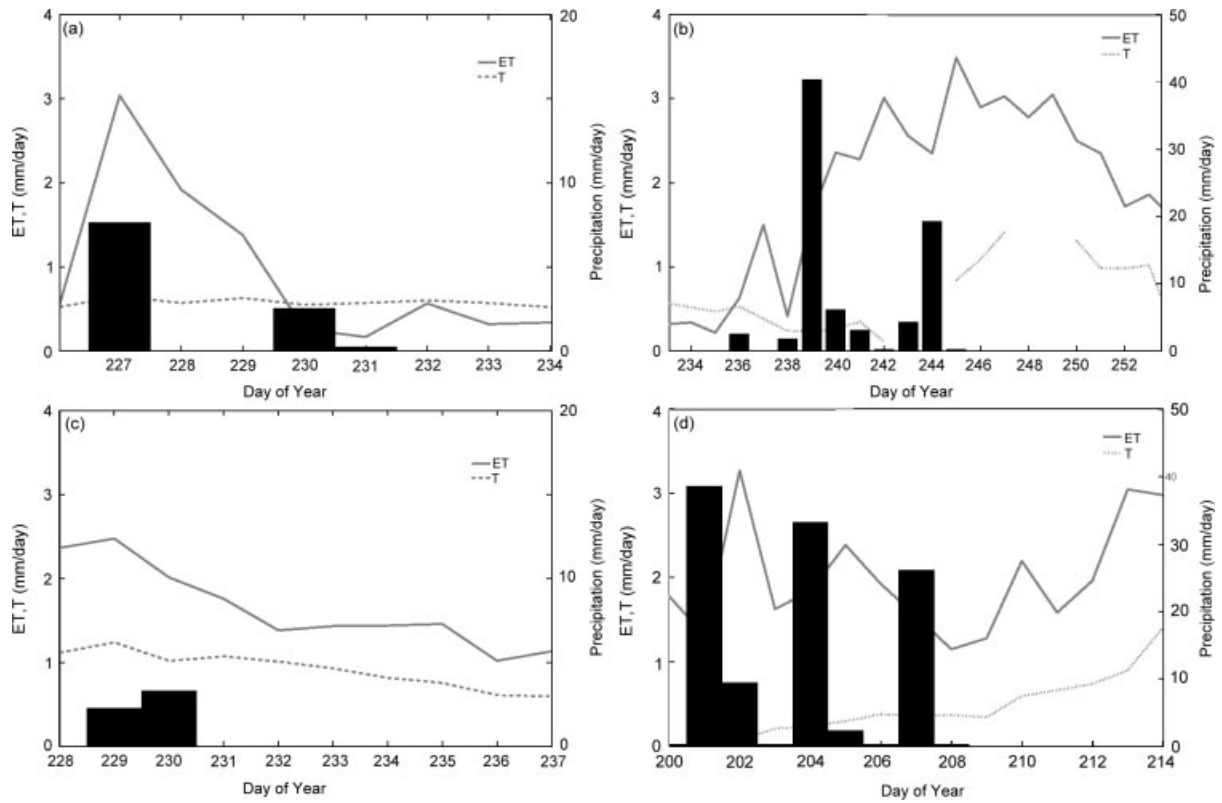 (a)
ET
T
4
3
2
1
0
20
10
0
ET,T (mm/day)
Precipitation (mm/day)
227 228 229 230 231 232 233 234
Day of Year
(b)
ET
T
4
3
2
1
0
50
40
30
20
10
0
ET,T (mm/day)
Precipitation (mm/day)
234 236 238 240 242 244 246 248 250 252
Day of Year
(c)
ET
T
4
3
2
1
0
20
10
0
ET,T (mm/day)
Precipitation (mm/day)
228 229 230 231 232 233 234 235 236 237
Day of Year
(d)
ET
T
4
3
2
1
0
50
40
30
20
10
0
ET,T (mm/day)
Precipitation (mm/day)
200 202 204 206 208 210 212 214
Day of Year